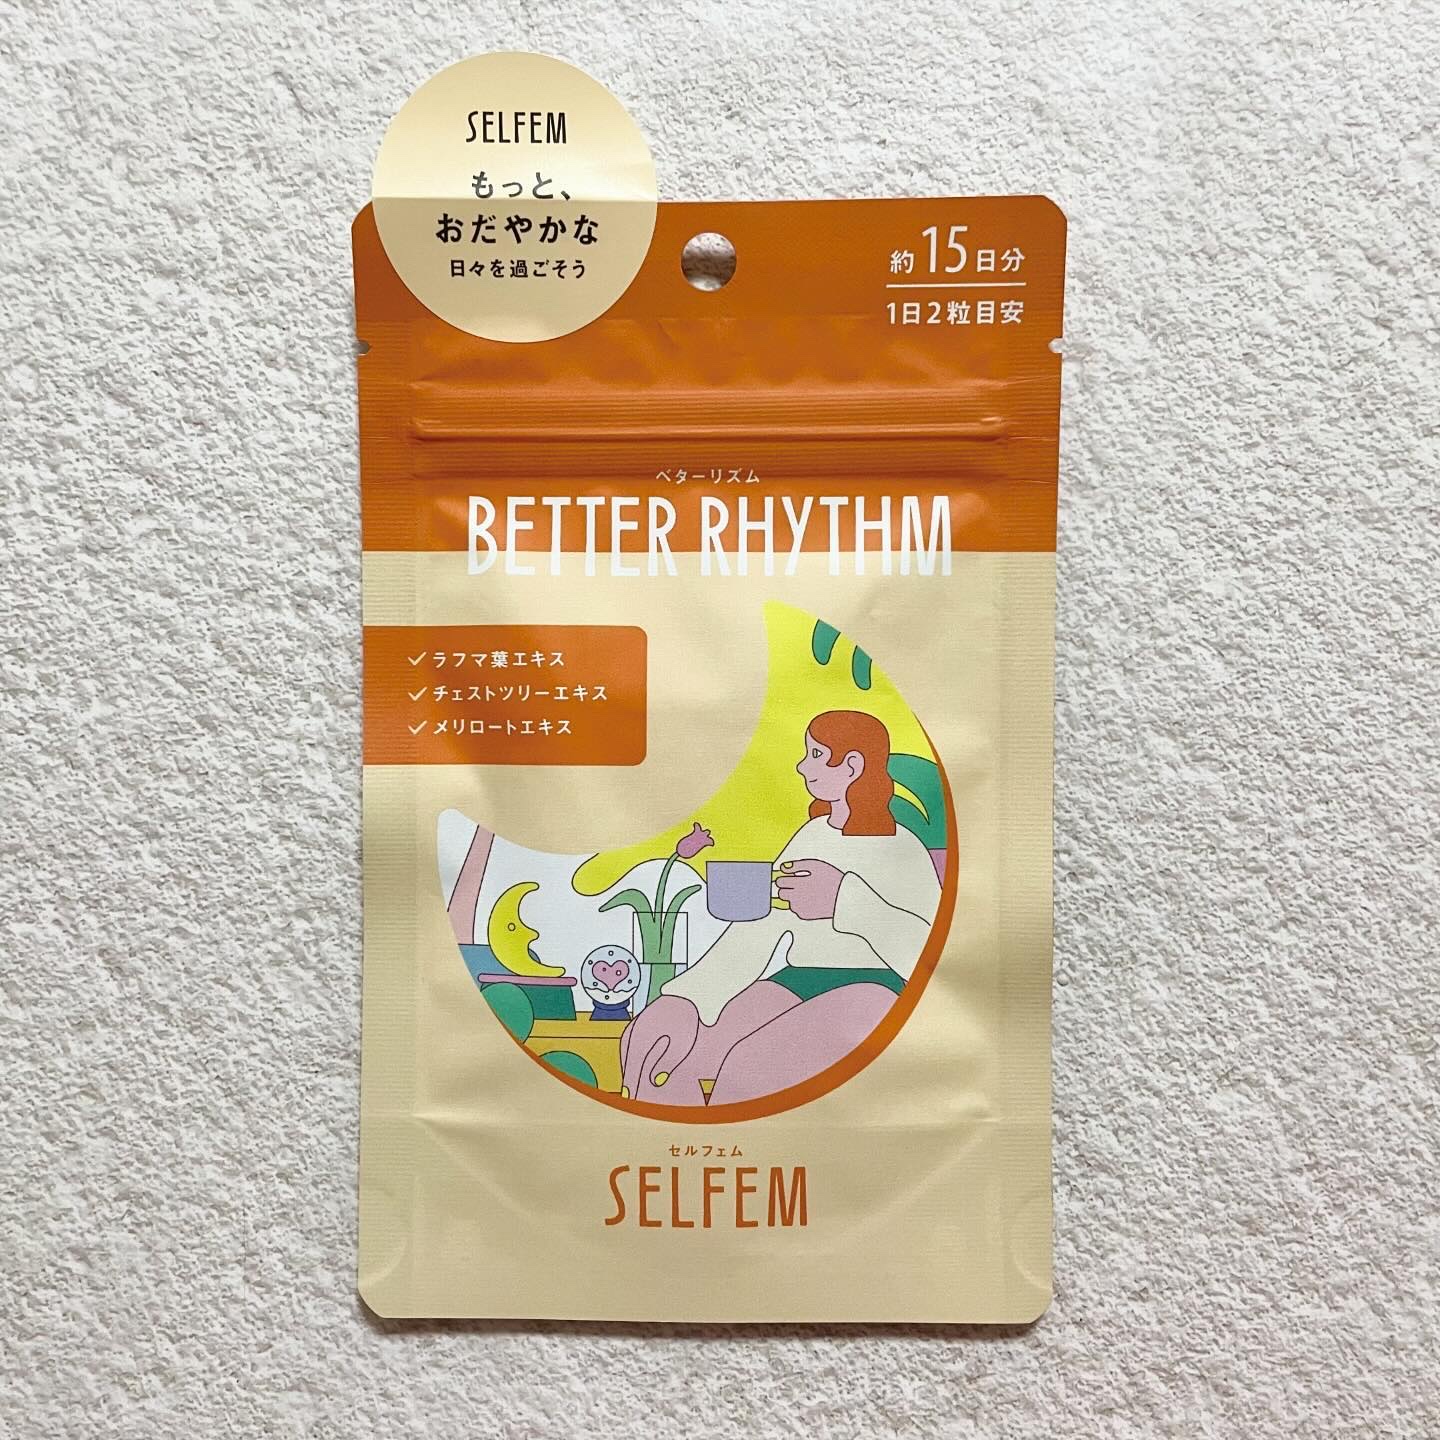 SELFEM
もっと、
おだやかな
日々を過ごそう
約15日分
1日2粒目安
ベターリズム
BETTER RHYTHM
ラフマ葉エキス
チェストツリーエキス
メリロートエキス
セルフェム
SELFEM